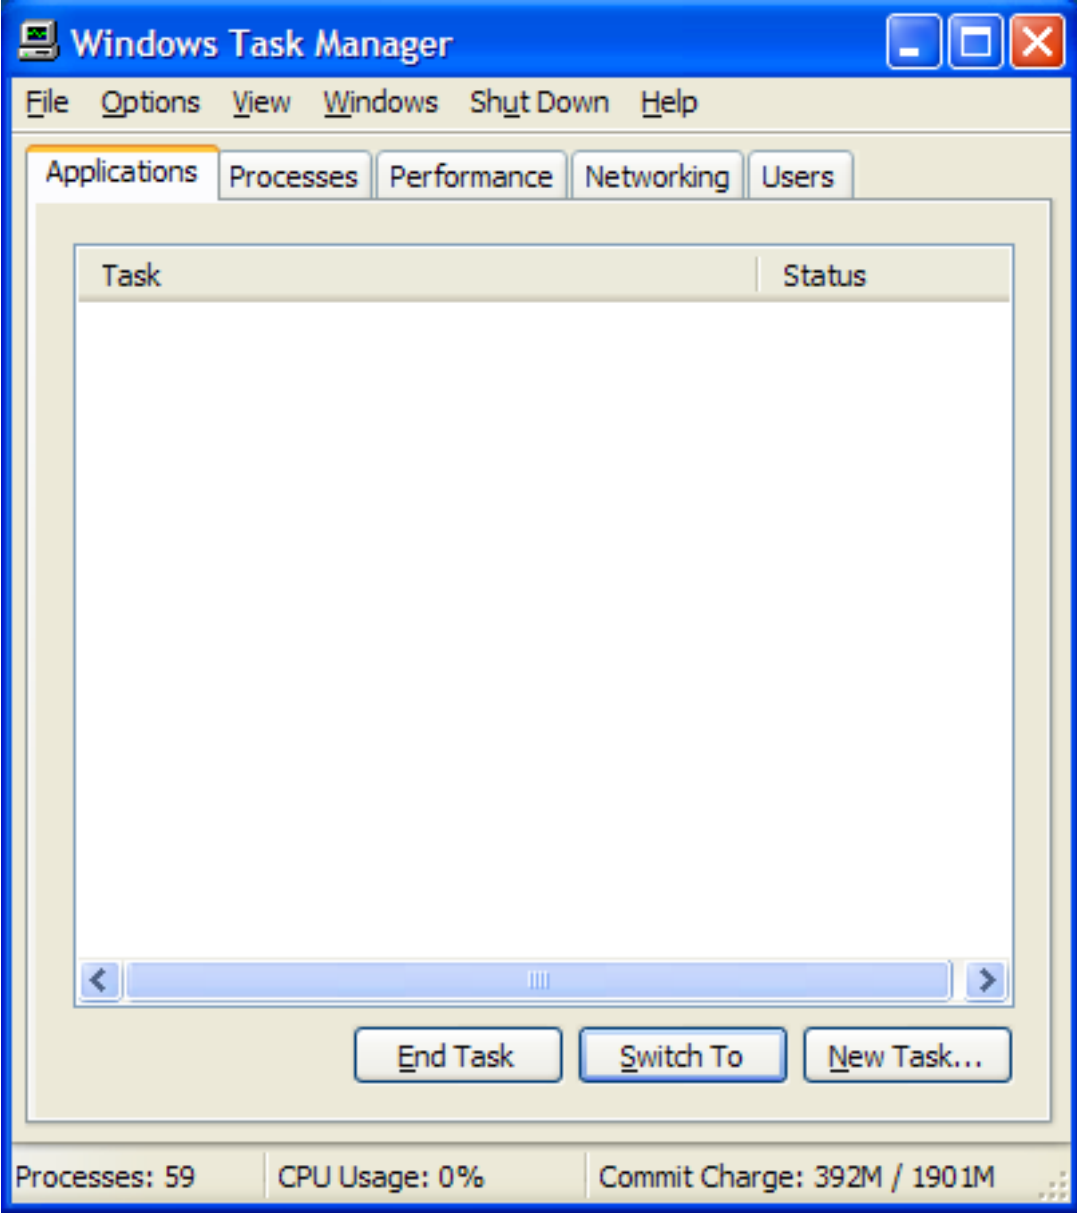 Windows Task Manager
File Options View Windows Shut Down Help
Applications Processes Performance Networking Users
Task Status
End Task Switch To New Task...
Processes: 59 CPU Usage: 0% Commit Charge: 392M / 1901M